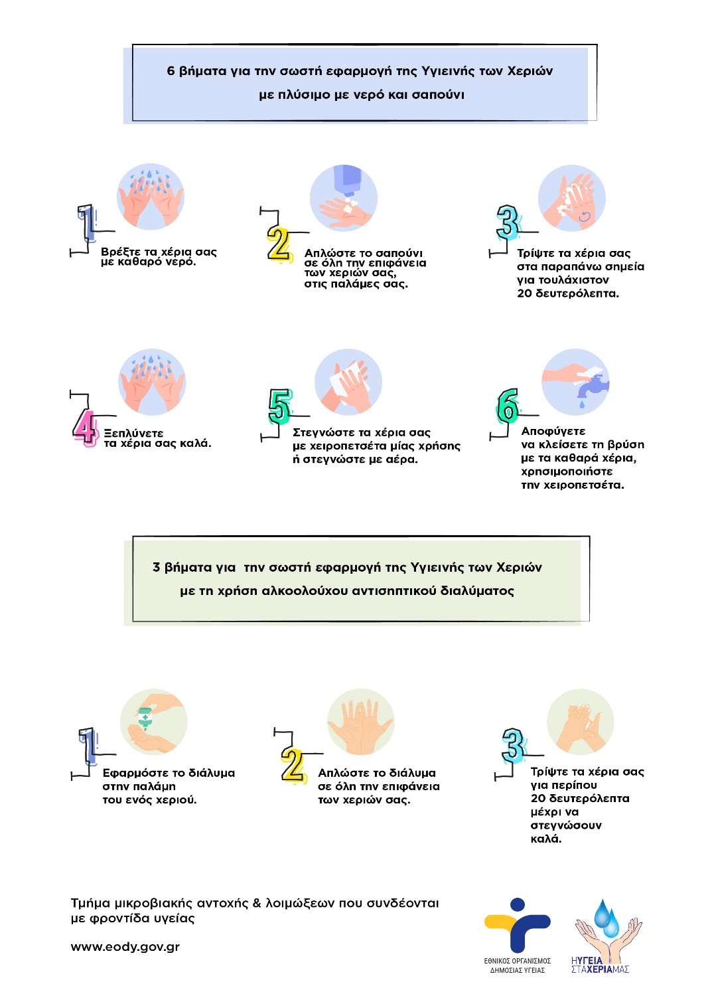 6 βήματα για την σωστή εφαρμογή της Υγιεινής των Χεριών
με πλύσιμο με νερό και σαπούνι
1
Βρέξτε τα χέρια σας
με καθαρό νερό.
2
Απλώστε το σαπούνι
σε όλη την επιφάνεια
των χεριών σας,
στις παλάμες σας.
3
Τρίψτε τα χέρια σας
στα παραπάνω σημεία
για τουλάχιστον
20 δευτερόλεπτα.
4
Ξεπλύνετε
τα χέρια σας καλά.
5
Στεγνώστε τα χέρια σας
με χειροπετσέτα μίας χρήσης
ή στεγνώστε με αέρα.
6
Αποφύγετε
να κλείσετε τη βρύση
με τα καθαρά χέρια,
χρησιμοποιήστε
την χειροπετσέτα.
3 βήματα για την σωστή εφαρμογή της Υγιεινής των Χεριών
με τη χρήση αλκοολούχου αντισηπτικού διαλύματος
1
Εφαρμόστε το διάλυμα
στην παλάμη
του ενός χεριού.
2
Απλώστε το διάλυμα
σε όλη την επιφάνεια
των χεριών σας.
3
Τρίψτε τα χέρια σας
για περίπου
20 δευτερόλεπτα
μέχρι να
στεγνώσουν
καλά.
Τμήμα μικροβιακής αντοχής & λοιμώξεων που συνδέονται
με φροντίδα υγείας
www.eody.gov.gr
ΕΘΝΙΚΟΣ ΟΡΓΑΝΙΣΜΟΣ
ΔΗΜΟΣΙΑΣ ΥΓΕΙΑΣ
ΗΥΓΕΙΑ
ΣΤΑΧΕΡΙΑΜΑΣ